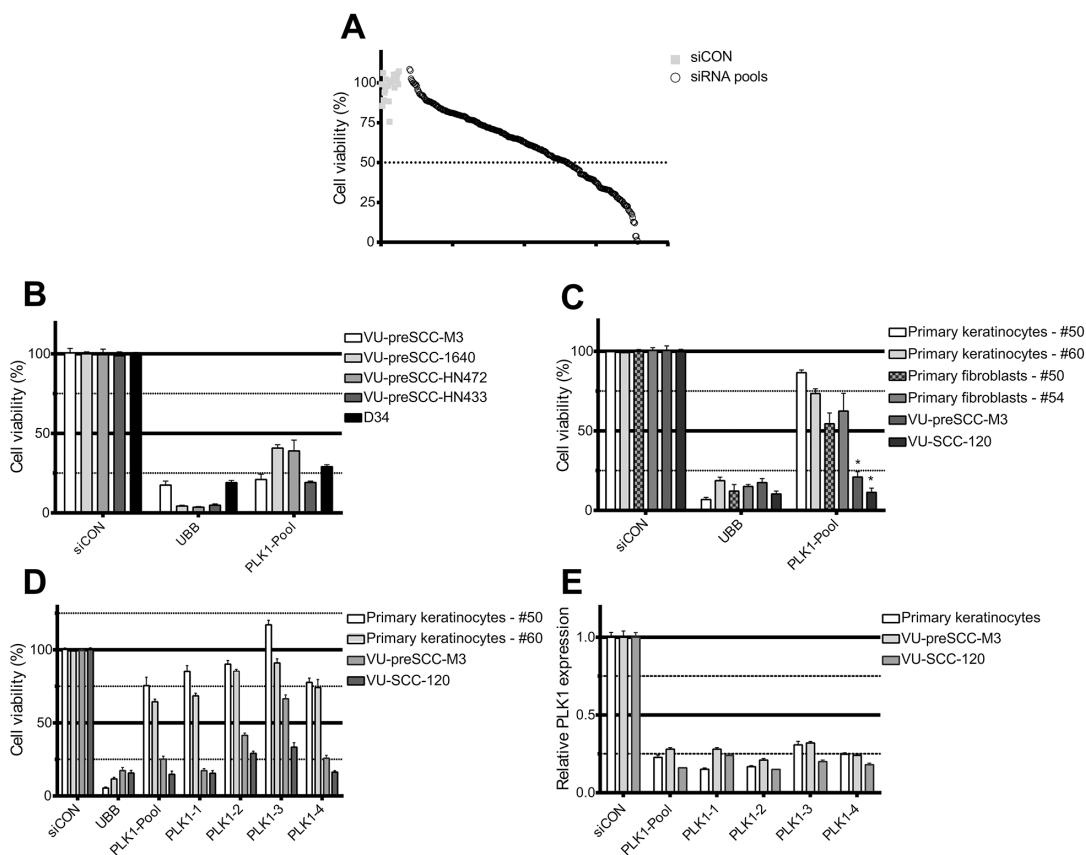 A
siCON
siRNA pools
Cell viability (%)
100
75
50
25
0
B
VU-preSCC-M3
VU-preSCC-1640
VU-preSCC-HN472
VU-preSCC-HN433
D34
Cell viability (%)
100
50
0
siCON
UBB
PLK1-Pool
C
Primary keratinocytes - #50
Primary keratinocytes - #60
Primary fibroblasts - #50
Primary fibroblasts - #54
VU-preSCC-M3
VU-SCC-120
Cell viability (%)
100
50
0
*
*
siCON
UBB
PLK1-Pool
D
Primary keratinocytes - #50
Primary keratinocytes - #60
VU-preSCC-M3
VU-SCC-120
Cell viability (%)
100
50
0
siCON
UBB
PLK1-Pool
PLK1-1
PLK1-2
PLK1-3
PLK1-4
E
Primary keratinocytes
VU-preSCC-M3
VU-SCC-120
Relative PLK1 expression
1.0
0.5
0.0
siCON
PLK1-Pool
PLK1-1
PLK1-2
PLK1-3
PLK1-4